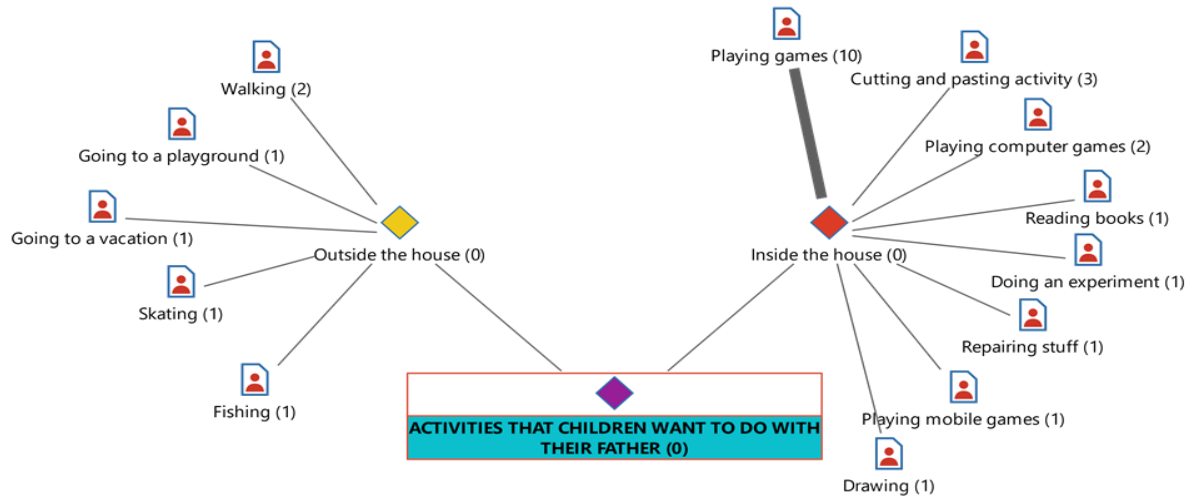 Playing games (10)
Walking (2)
Cutting and pasting activity (3)
Going to a playground (1)
Playing computer games (2)
Going to a vacation (1)
Reading books (1)
Outside the house (0)
Inside the house (0)
Doing an experiment (1)
Skating (1)
Repairing stuff (1)
Fishing (1)
Playing mobile games (1)
ACTIVITIES THAT CHILDREN WANT TO DO WITH
THEIR FATHER (0)
Drawing (1)